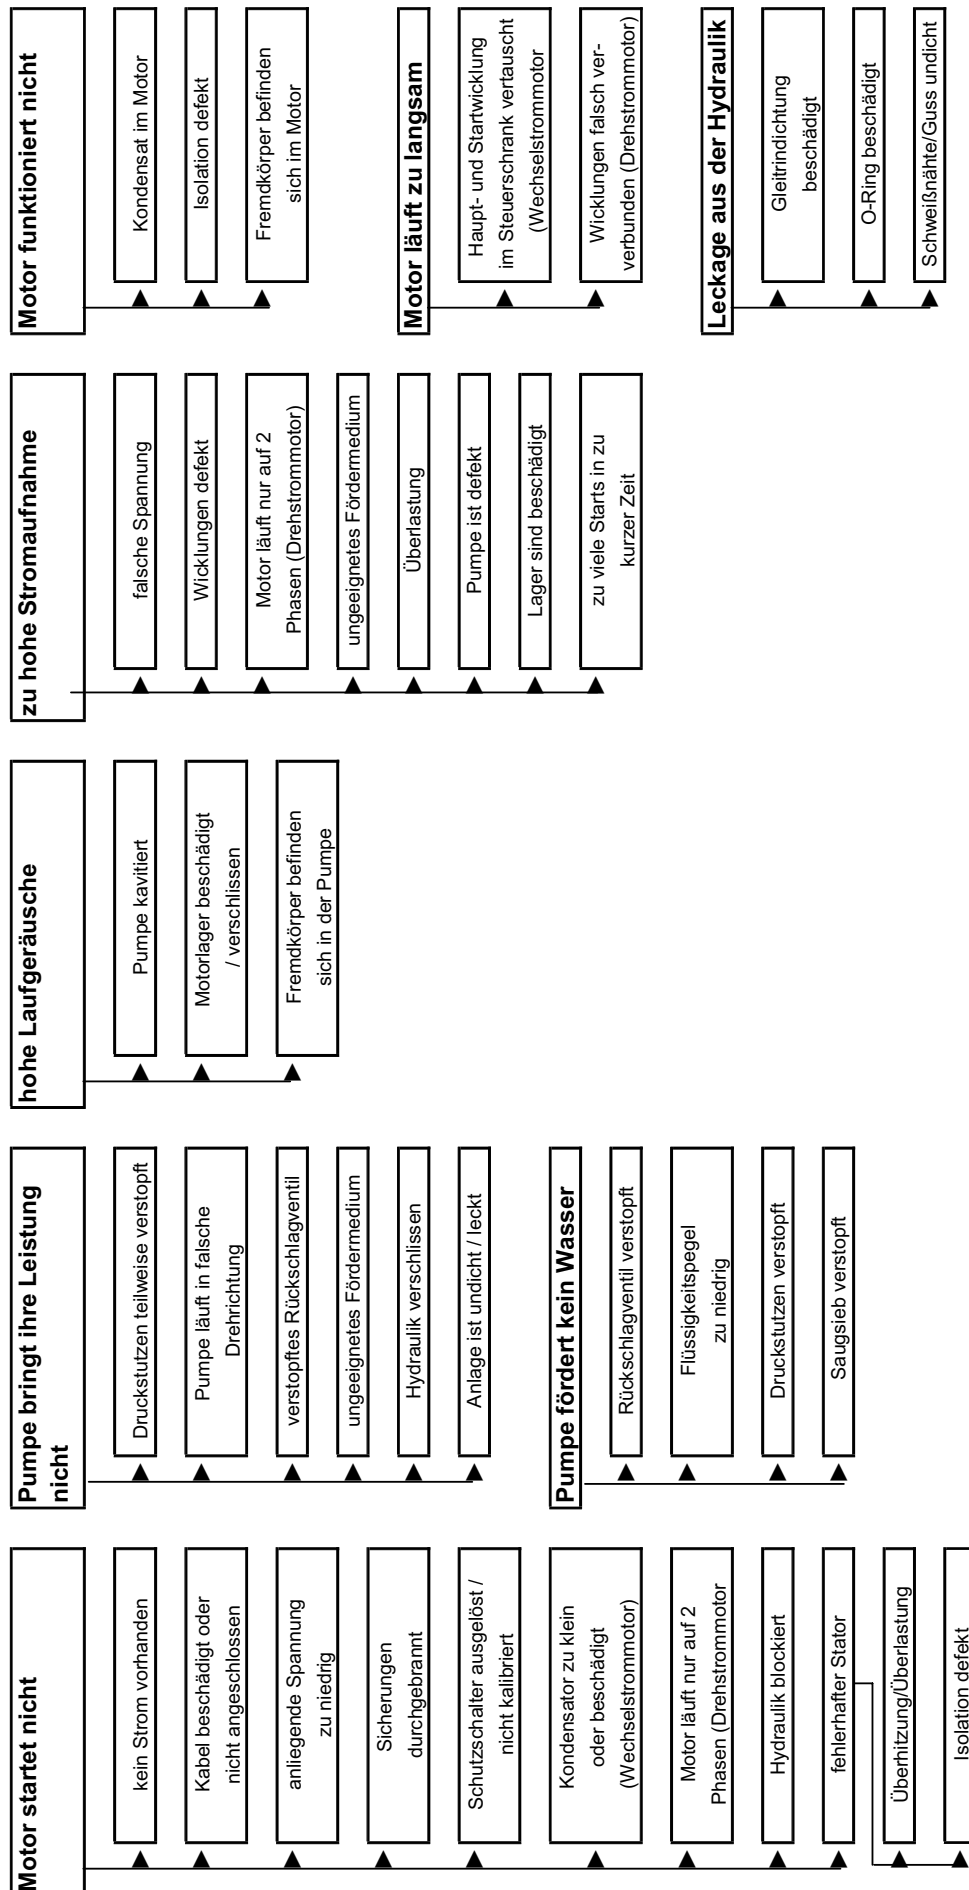 Motor startet nicht
kein Strom vorhanden
Kabel beschädigt oder
nicht angeschlossen
anliegende Spannung
zu niedrig
Sicherungen
durchgebrannt
Schutzschalter ausgelöst /
nicht kalibriert
Kondensator zu klein
oder beschädigt
(Wechselstrommotor)
Motor läuft nur auf 2
Phasen (Drehstrommotor
Hydraulik blockiert
fehlerhafter Stator
Überhitzung/Überlastung
Isolation defekt
Pumpe bringt ihre Leistung
nicht
Druckstutzen teilweise verstopft
Pumpe läuft in falsche
Drehrichtung
verstopftes Rückschlagventil
ungeeignetes Fördermedium
Hydraulik verschlissen
Anlage ist undicht / leckt
Pumpe fördert kein Wasser
Rückschlagventil verstopft
Flüssigkeitspegel
zu niedrig
Druckstutzen verstopft
Saugsieb verstopft
hohe Laufgeräusche
Pumpe kavitiert
Motorlager beschädigt
/ verschlissen
Fremdkörper befinden
sich in der Pumpe
zu hohe Stromaufnahme
falsche Spannung
Wicklungen defekt
Motor läuft nur auf 2
Phasen (Drehstrommotor)
ungeeignetes Fördermedium
Überlastung
Pumpe ist defekt
Lager sind beschädigt
zu viele Starts in zu
kurzer Zeit
Motor funktioniert nicht
Kondensat im Motor
Isolation defekt
Fremdkörper befinden
sich im Motor
Motor läuft zu langsam
Haupt- und Startwicklung
im Steuerschrank vertauscht
(Wechselstrommotor
Wicklungen falsch ver-
verbunden (Drehstrommotor)
Leckage aus der Hydraulik
Gleitrindichtung
beschädigt
O-Ring beschädigt
Schweißnähte/Guss undicht